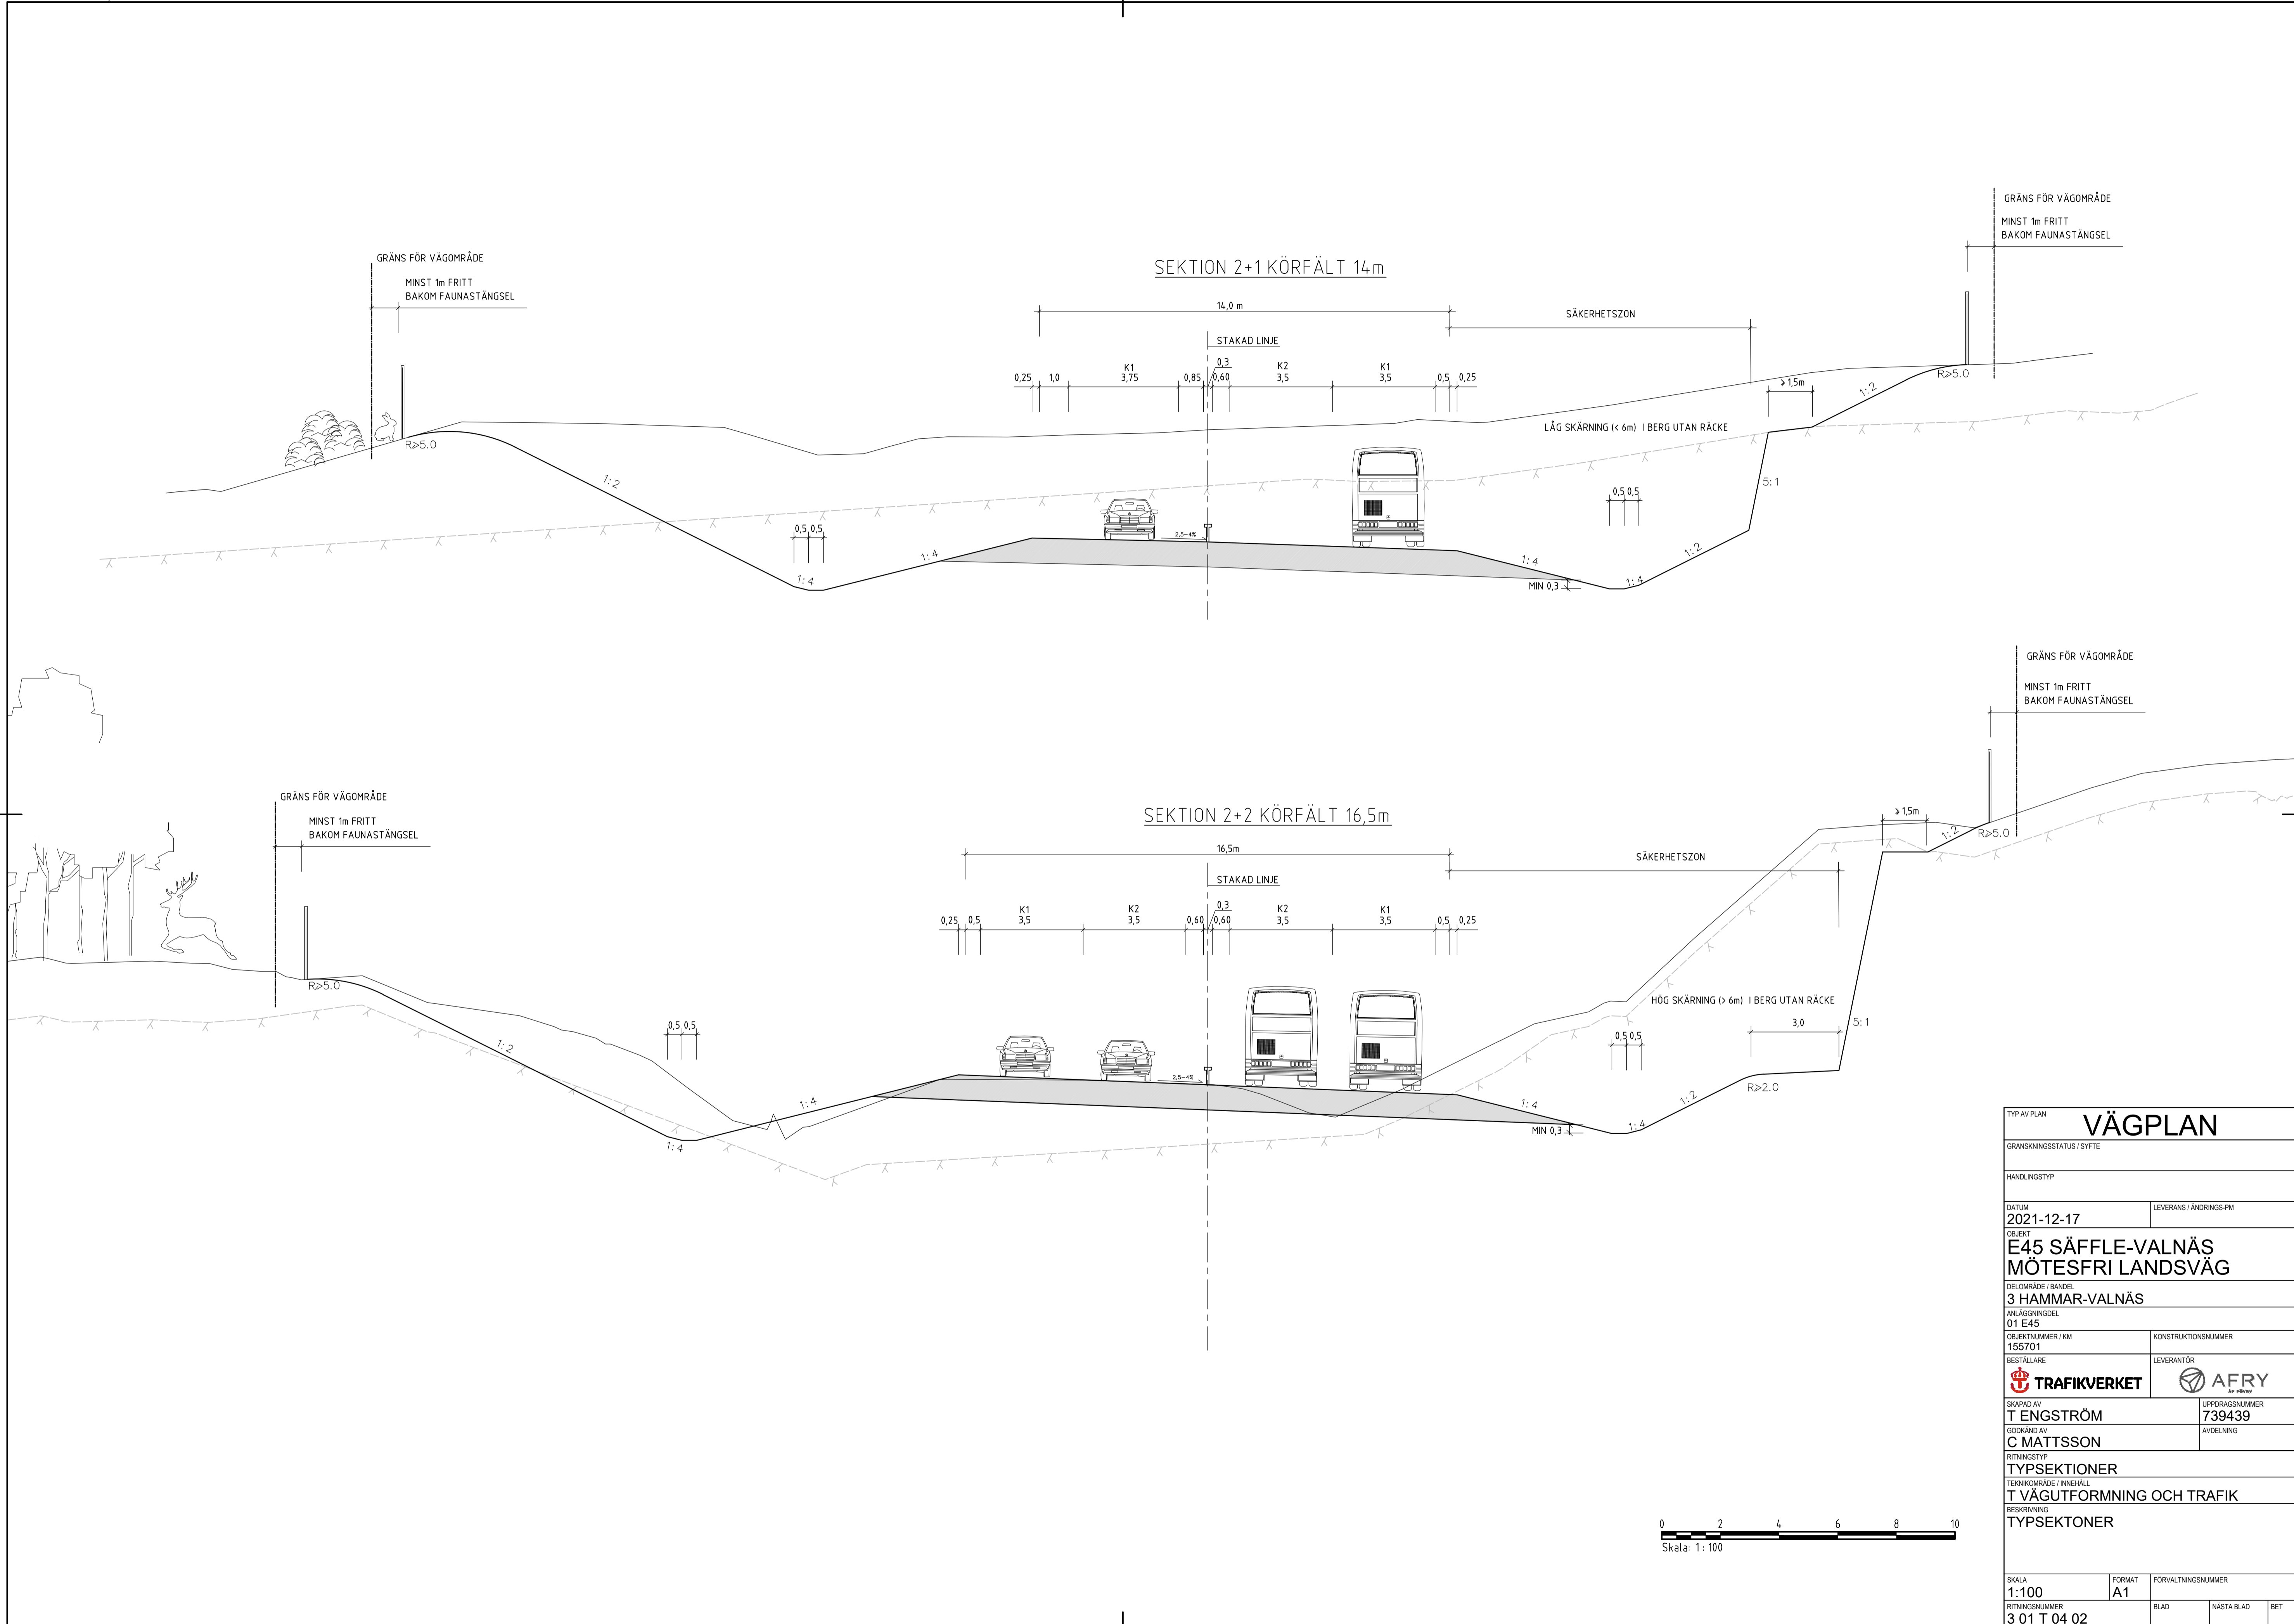 GRÄNS FÖR VÄGOMRÅDE
MINST 1m FRITT
BAKOM FAUNASTÄNGSEL
GRÄNS FÖR VÄGOMRÅDE
MINST 1m FRITT
BAKOM FAUNASTÄNGSEL
SEKTION 2+1 KÖRFÄLT 14m
14,0 m
SÄKERHETSZON
STAKAD LINJE
K1 0,3 K2 K1
0,25 1,0 3,75 0,85 0,60 3,5 3,5 0,5 0,25
⩾ 1,5m
R⩾5.0
1:2
LÅG SKÄRNING (< 6m) I BERG UTAN RÄCKE
R⩾5.0
1:2
5:1
0,5 0,5
0,5 0,5
2,5-4%
1:4
1:4
1:4
1:2
MIN 0,3
1:4
GRÄNS FÖR VÄGOMRÅDE
MINST 1m FRITT
BAKOM FAUNASTÄNGSEL
GRÄNS FÖR VÄGOMRÅDE
MINST 1m FRITT
BAKOM FAUNASTÄNGSEL
SEKTION 2+2 KÖRFÄLT 16,5m
16,5m
SÄKERHETSZON
STAKAD LINJE
K1 K2 0,3 K2 K1
0,25 0,5 3,5 3,5 0,60 0,60 3,5 3,5 0,5 0,25
⩾ 1,5m
1:2
R⩾5.0
R⩾5.0
HÖG SKÄRNING (> 6m) I BERG UTAN RÄCKE
3,0
5:1
0,5 0,5
0,5 0,5
1:2
2,5-4%
R⩾2.0
1:4
1:4
1:2
1:4
MIN 0,3
1:4
0 2 4 6 8 10
Skala: 1:100
TYP AV PLAN
VÄGPLAN
GRANSKNINGSSTATUS / SYFTE
HANDLINGSTYP
DATUM LEVERANS / ÄNDRINGS-PM
2021-12-17
OBJEKT
E45 SÄFFLE-VALNÄS
MÖTESFRI LANDSVÄG
DELOMRÅDE / BANDEL
3 HAMMAR-VALNÄS
ANLÄGGNINGDEL
01 E45
OBJEKTNUMMER / KM KONSTRUKTIONSNUMMER
155701
BESTÄLLARE LEVERANTÖR
TRAFIKVERKET AFRY
ÅF PÖYRY
SKAPAD AV UPPDRAGSNUMMER
T ENGSTRÖM 739439
GODKÄND AV AVDELNING
C MATTSSON
RITNINGSTYP
TYPSEKTIONER
TEKNIKOMRÅDE / INNEHÅLL
T VÄGUTFORMNING OCH TRAFIK
BESKRIVNING
TYPSEKTONER
SKALA FORMAT FÖRVALTNINGSNUMMER
1:100 A1
RITNINGSNUMMER BLAD NÄSTA BLAD BET
3 01 T 04 02